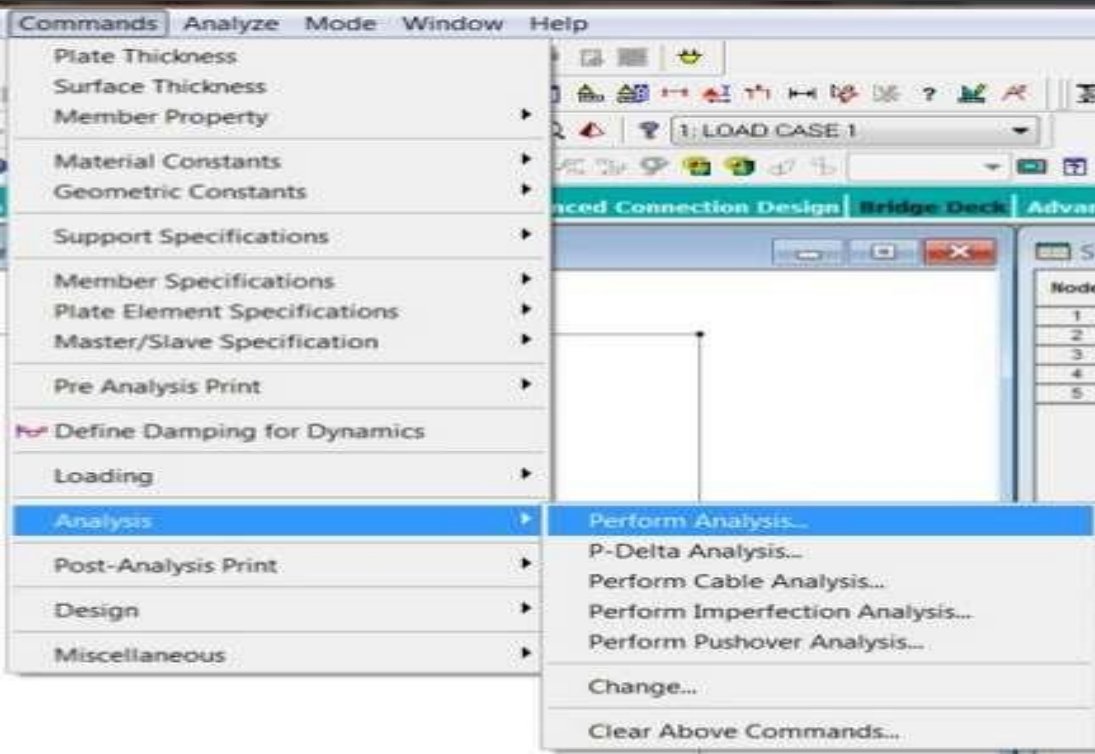 Commands Analyze Mode Window Help
Plate Thickness
Surface Thickness
Member Property
1: LOAD CASE 1
Material Constants
Geometric Constants
nced Connection Design Bridge Deck Advan
Support Specifications
S
Member Specifications
Node
Plate Element Specifications
1
2
Master/Slave Specification
3
4
5
Pre Analysis Print
Define Damping for Dynamics
Loading
Analysis
Perform Analysis...
P-Delta Analysis...
Post-Analysis Print
Perform Cable Analysis...
Design
Perform Imperfection Analysis...
Perform Pushover Analysis...
Miscellaneous
Change...
Clear Above Commands...